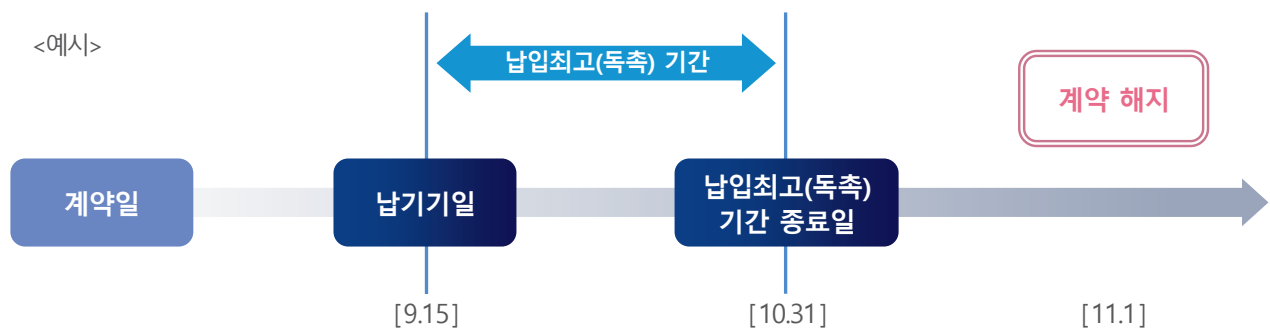 <예시>
납입최고(독촉) 기간
계약 해지
계약일
납기기일
납입최고(독촉)
기간 종료일
[9.15]
[10.31]
[11.1]